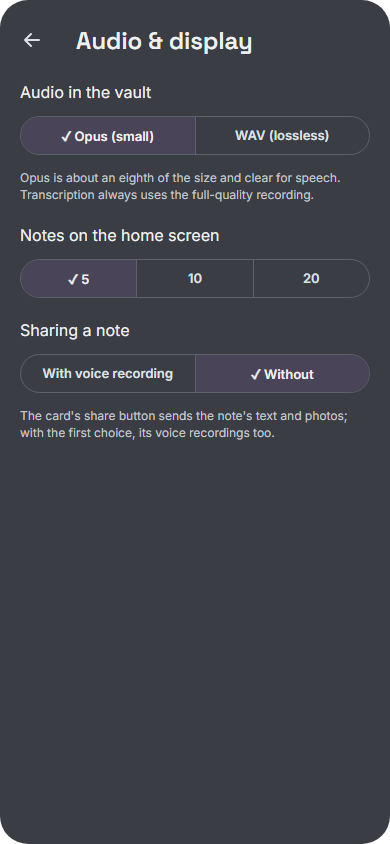 Audio & display
Audio in the vault
✓ Opus (small)
WAV (lossless)
Opus is about an eighth of the size and clear for speech.
Transcription always uses the full-quality recording.
Notes on the home screen
✓ 5
10
20
Sharing a note
With voice recording
✓ Without
The card's share button sends the note's text and photos;
with the first choice, its voice recordings too.